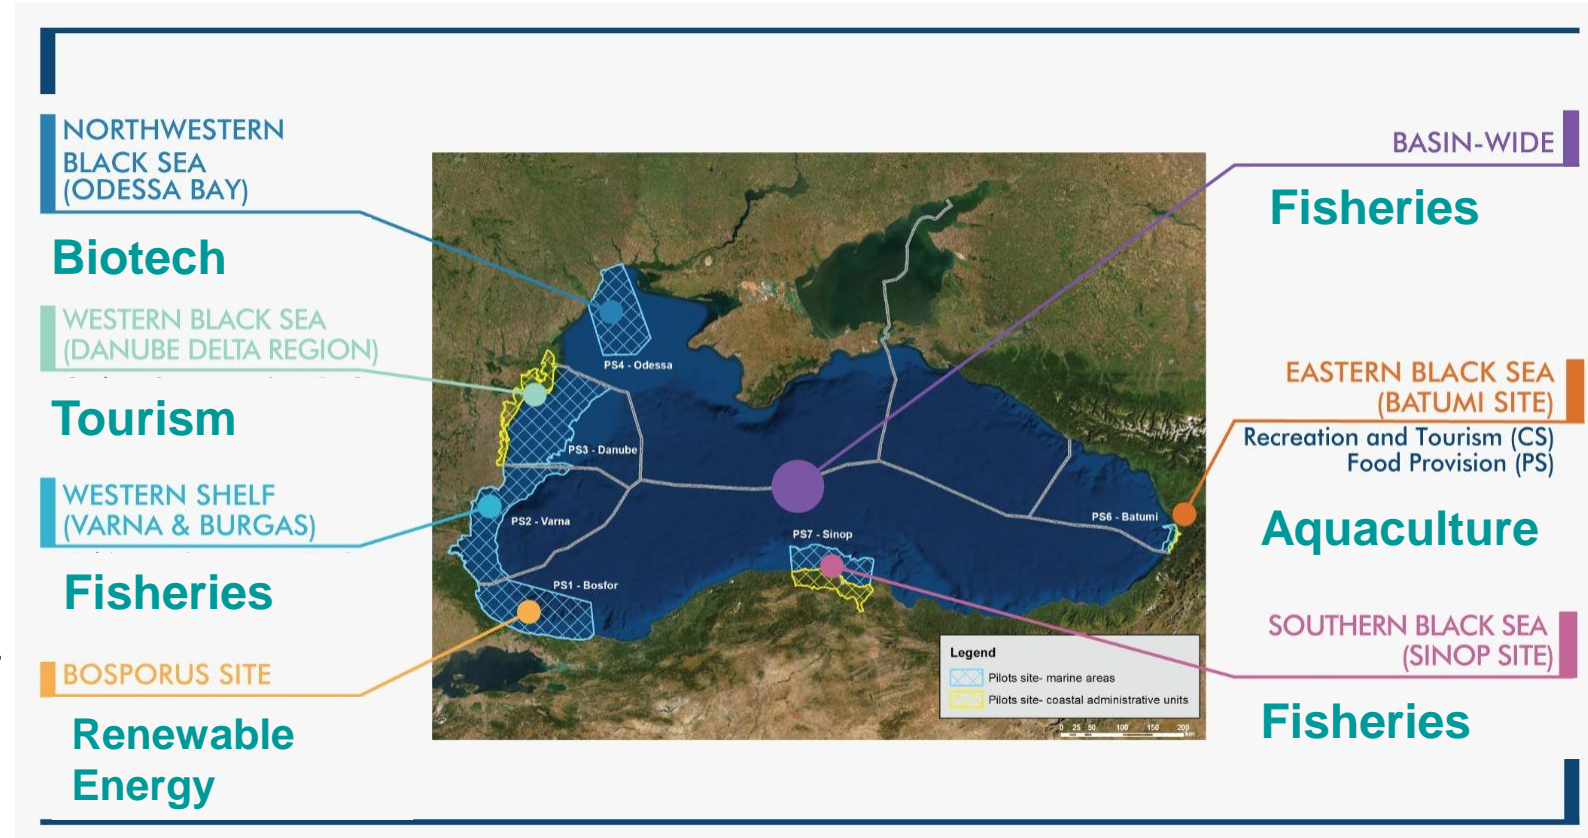 NORTHWESTERN
BLACK SEA
(ODESSA BAY)
Biotech
WESTERN BLACK SEA
(DANUBE DELTA REGION)
Tourism
WESTERN SHELF
(VARNA & BURGAS)
Fisheries
BOSPORUS SITE
Renewable
Energy
PS4 - Odessa
PS3 - Danube
PS2 - Varna
PS1 - Bosfor
PS7 - Sinop
PS6 - Batumi
Legend
Pilots site- marine areas
Pilots site- coastal administrative units
0 25 50 100 150 200
km
BASIN-WIDE
Fisheries
EASTERN BLACK SEA
(BATUMI SITE)
Recreation and Tourism (CS)
Food Provision (PS)
Aquaculture
SOUTHERN BLACK SEA
(SINOP SITE)
Fisheries